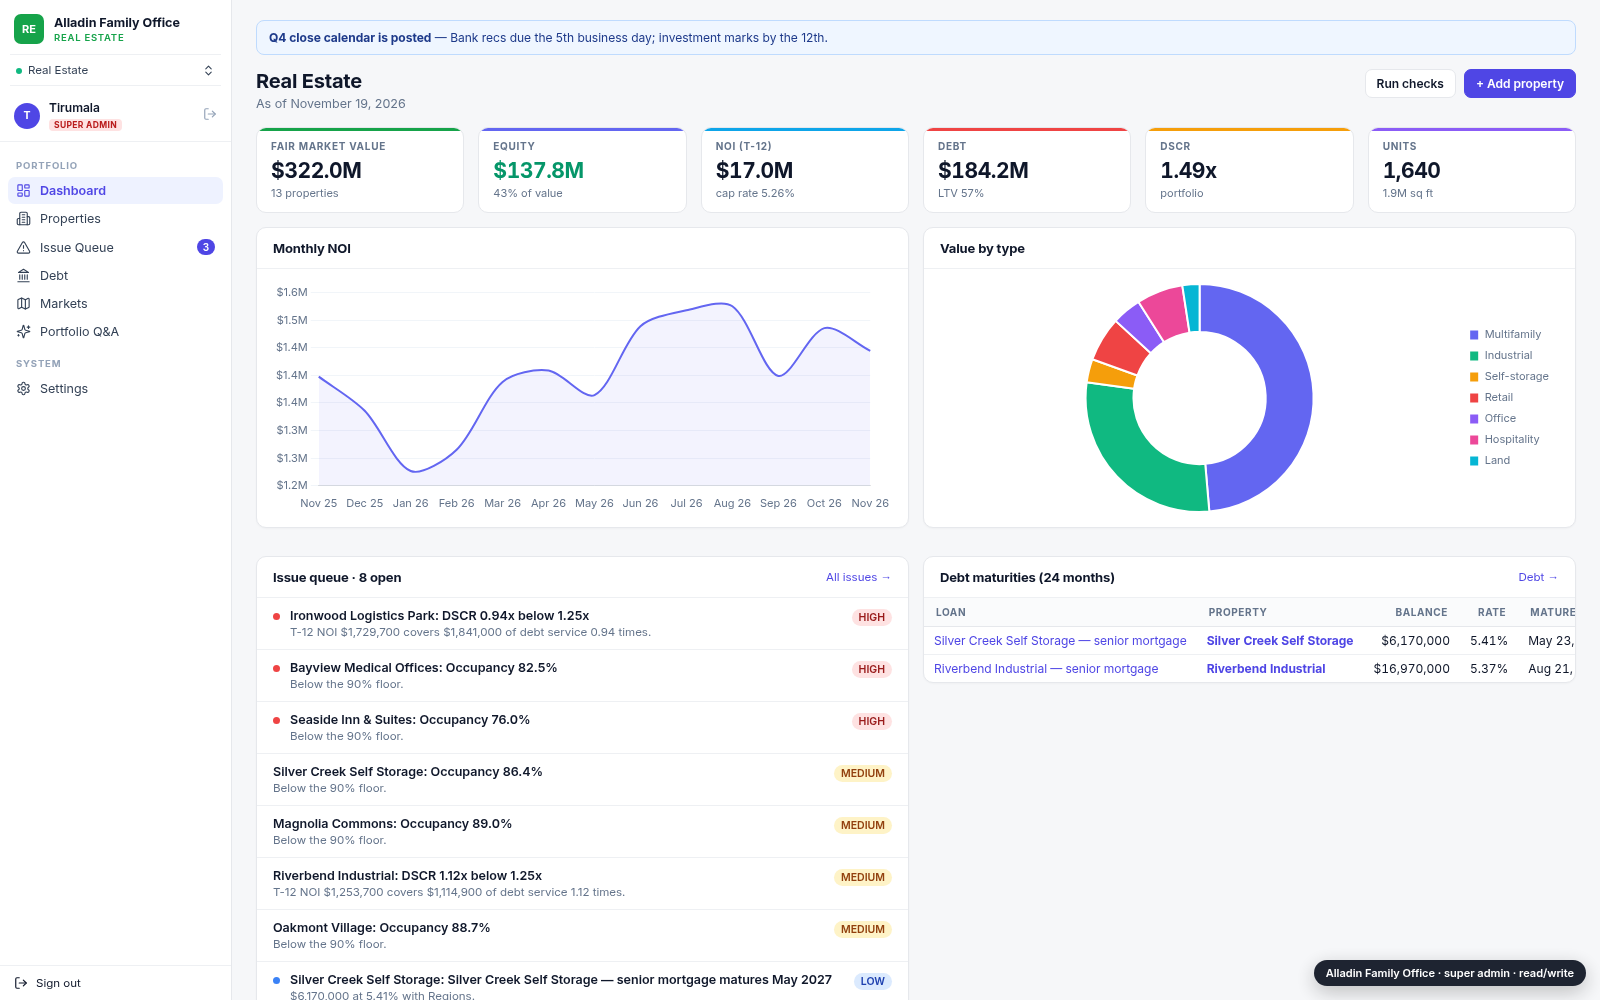 RE
Alladin Family Office
REAL ESTATE
Real Estate
T
Tirumala
SUPER ADMIN
PORTFOLIO
Dashboard
Properties
Issue Queue
3
Debt
Markets
Portfolio Q&A
SYSTEM
Settings
Sign out
Q4 close calendar is posted — Bank recs due the 5th business day; investment marks by the 12th.
Real Estate
As of November 19, 2026
Run checks
+ Add property
FAIR MARKET VALUE
$322.0M
13 properties
EQUITY
$137.8M
43% of value
NOI (T-12)
$17.0M
cap rate 5.26%
DEBT
$184.2M
LTV 57%
DSCR
1.49x
portfolio
UNITS
1,640
1.9M sq ft
Monthly NOI
$1.6M
$1.5M
$1.4M
$1.4M
$1.4M
$1.3M
$1.3M
$1.2M
Nov 25 Dec 25 Jan 26 Feb 26 Mar 26 Apr 26 May 26 Jun 26 Jul 26 Aug 26 Sep 26 Oct 26 Nov 26
Value by type
Multifamily
Industrial
Self-storage
Retail
Office
Hospitality
Land
Issue queue · 8 open
All issues →
Ironwood Logistics Park: DSCR 0.94x below 1.25x
HIGH
T-12 NOI $1,729,700 covers $1,841,000 of debt service 0.94 times.
Bayview Medical Offices: Occupancy 82.5%
HIGH
Below the 90% floor.
Seaside Inn & Suites: Occupancy 76.0%
HIGH
Below the 90% floor.
Silver Creek Self Storage: Occupancy 86.4%
MEDIUM
Below the 90% floor.
Magnolia Commons: Occupancy 89.0%
MEDIUM
Below the 90% floor.
Riverbend Industrial: DSCR 1.12x below 1.25x
MEDIUM
T-12 NOI $1,253,700 covers $1,114,900 of debt service 1.12 times.
Oakmont Village: Occupancy 88.7%
MEDIUM
Below the 90% floor.
Silver Creek Self Storage: Silver Creek Self Storage — senior mortgage matures May 2027
LOW
$6,170,000 at 5.41% with Regions.
Debt maturities (24 months)
Debt →
LOAN PROPERTY BALANCE RATE MATURE
Silver Creek Self Storage — senior mortgage Silver Creek Self Storage $6,170,000 5.41% May 23,
Riverbend Industrial — senior mortgage Riverbend Industrial $16,970,000 5.37% Aug 21,
Alladin Family Office · super admin · read/write